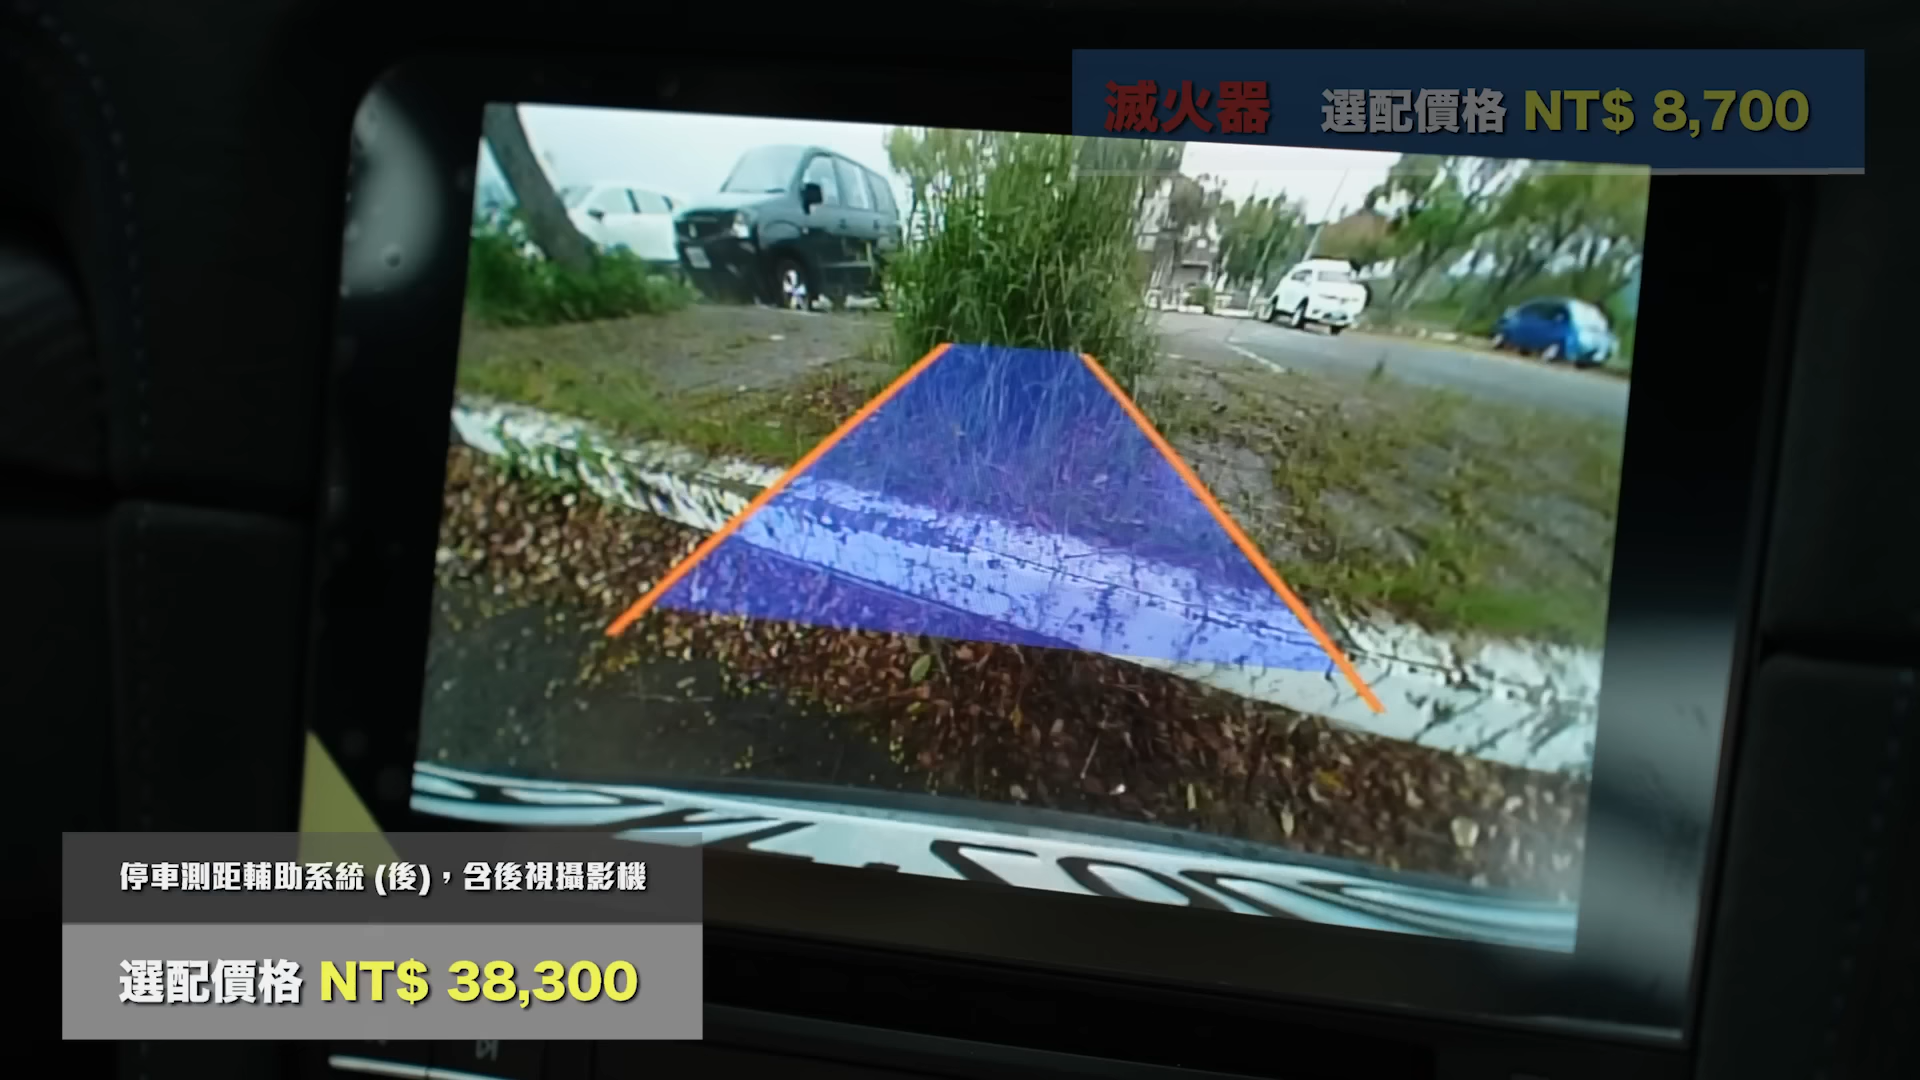 滅火器 選配價格 NT$ 8,700
停車測距輔助系統 (後)，含後視攝影機
選配價格 NT$ 38,300